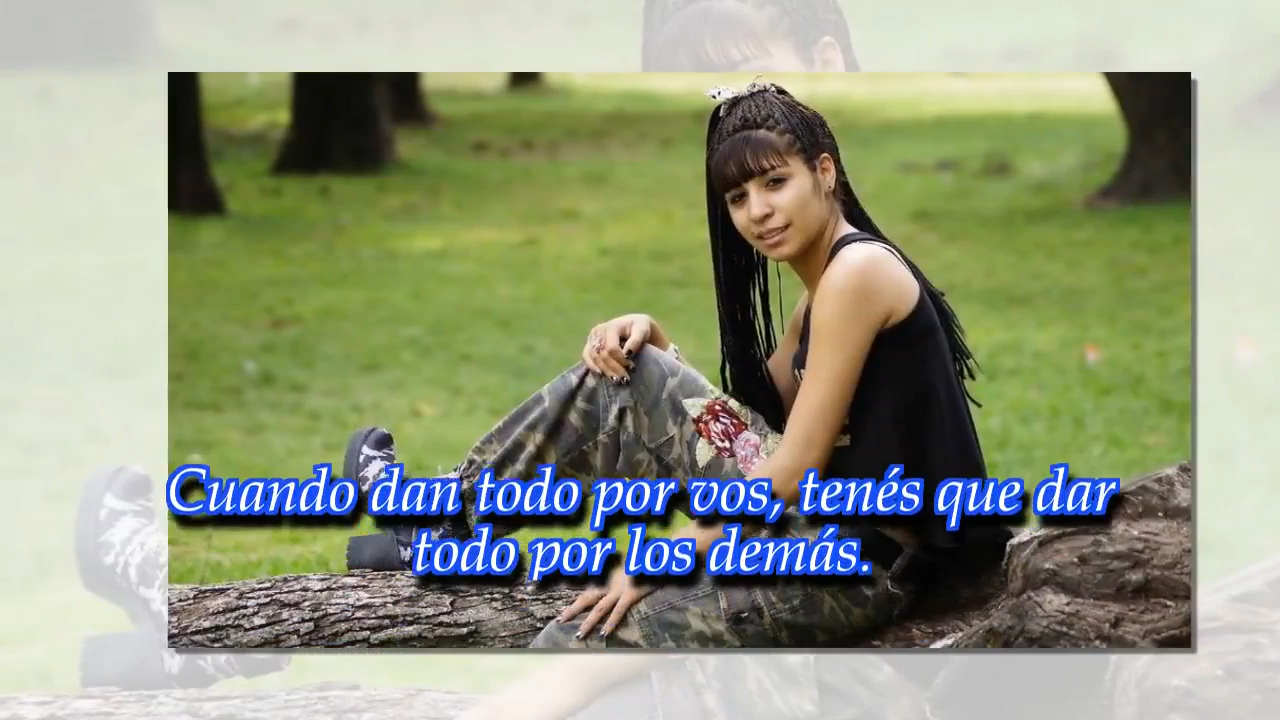 Cuando dan todo por vos, tenés que dar
todo por los demás.